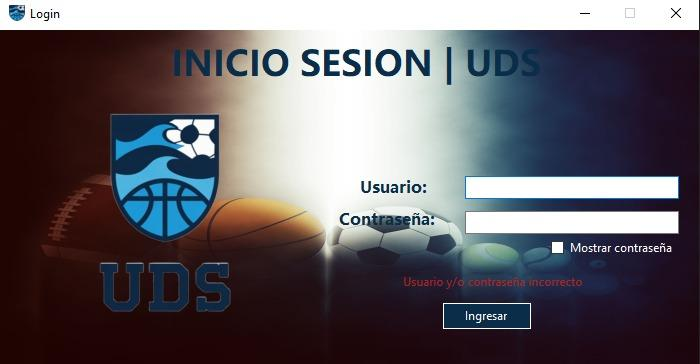 Login
INICIO SESION | UDS
Usuario:
Contraseña:
Mostrar contraseña
UDS
Usuario y/o contraseña incorrecto
Ingresar